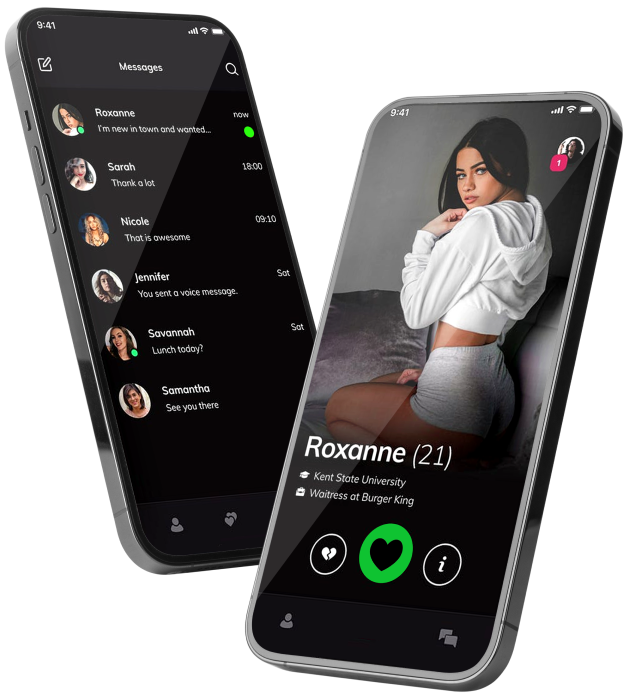 9:41
Messages
Roxanne
now
I'm new in town and wanted...
Sarah
18:00
Thank a lot
Nicole
09:10
That is awesome
Jennifer
Sat
You sent a voice message.
Savannah
Sat
Lunch today?
Samantha
See you there
9:41
1
Roxanne (21)
Kent State University
Waitress at Burger King
i